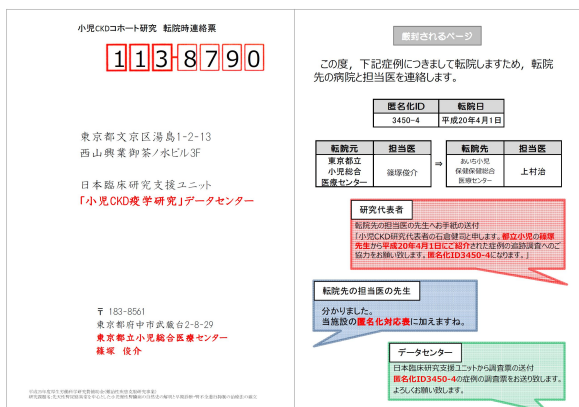 小児CKDコホート研究 転院時連絡票
113-8790
東京都文京区湯島1-2-13
西山興業御茶ノ水ビル3F
日本臨床研究支援ユニット
「小児CKD疫学研究」データセンター
〒 183-8561
東京都府中市武蔵台2-8-29
東京都立小児総合医療センター
篠塚 俊介
厳封されるページ
この度，下記症例につきまして転院しますため，転院
先の病院と担当医を連絡します。
匿名化ID 転院日
3450-4 平成20年4月1日
転院元 担当医 転院先 担当医
東京都立
小児総合
医療センター
篠塚俊介
⇒
あいち小児
保健医療総合
医療センター
上村治
研究代表者
転院先の担当医の先生へお手紙の送付
「小児CKD研究代表者の石倉健司と申します。都立小児の篠塚
先生から平成20年4月1日にご紹介された症例の追跡調査へのご
協力をお願い致します。匿名化ID3450-4になります。」
転院先の担当医の先生
分かりました。
当施設の匿名化対応表に加えますね。
データセンター
日本臨床研究支援ユニットから調査票の送付
匿名化ID3450-4の症例の調査票をお送り致します。
よろしくお願い致します。